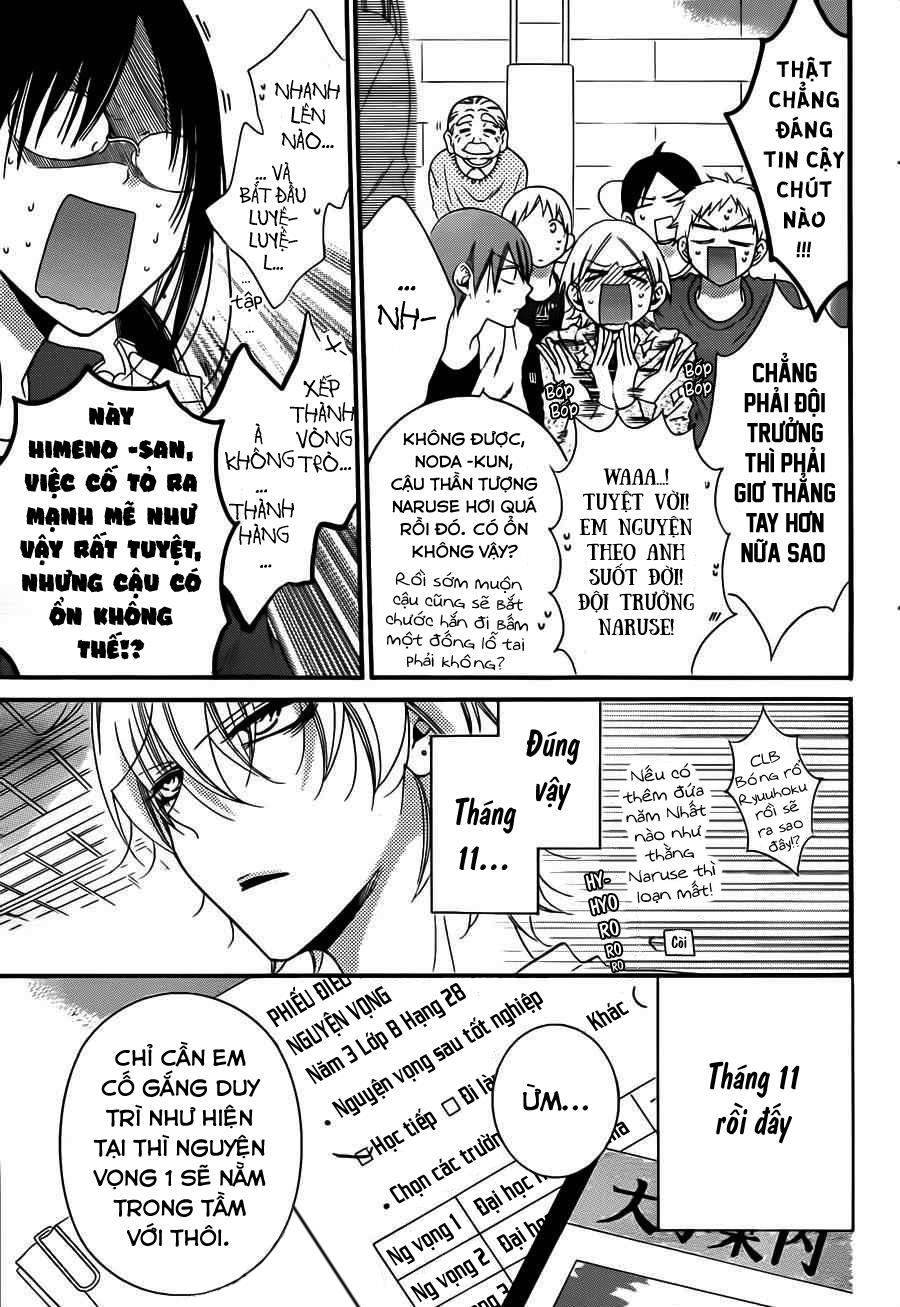 THẬT
CHẲNG
ĐÁNG
TIN CẬY
CHÚT
NÀO
!!!
CHẲNG
PHẢI ĐỘI
TRƯỞNG
THÌ PHẢI
GIƠ THẲNG
TAY HƠN
NỮA SAO
BÓP
BÓP
BÓP
BÓP
WAAA..!
TUYỆT VỜI!
EM NGUYỆN
THEO ANH
SUỐT ĐỜI!
ĐỘI TRƯỞNG
NARUSE!
NH-
KHÔNG ĐƯỢC,
NODA -KUN,
CẬU THẦN TƯỢNG
NARUSE HƠI QUÁ
RỒI ĐÓ. CÓ ỔN
KHÔNG VẬY?
Rồi sớm muộn
cậu cũng sẽ bắt
chước hắn đi bấm
một đống lỗ tai
phải không?
NHANH
LÊN
NÀO...
... VÀ
BẮT ĐẦU
LUYỆ-
LUYỆ-
L...
...
tập
XẾP
THÀNH
VÒNG
TRÒ...
À
KHÔNG
...
THÀNH
HÀNG
...
NÀY
HIMENO -SAN,
VIỆC CỐ TỎ RA
MẠNH MẼ NHƯ
VẬY RẤT TUYỆT,
NHƯNG CẬU CÓ
ỔN KHÔNG
THẾ!?
CLB
Bóng rổ
Ryuuhoku
rồi sẽ
ra sao
đây!?
Nếu có
thêm đứa
năm Nhất
nào như
thằng
Naruse thì
loạn mất!
HY-
HYO
RO
RO
RO
Còi
Đúng
vậy
Tháng
11...
Tháng 11
rồi đấy
PHIẾU ĐIỀU
NGUYỆN VỌNG
Năm 3 Lớp B Hạng 28
• Nguyện vọng sau tốt nghiệp
Học tiếp
Đi là
Khác
• Chọn các trườn
Ng vọng 1
Đại học
Ng vọng 2
Đại học
ỪM...
CHỈ CẦN EM
CỐ GẮNG DUY
TRÌ NHƯ HIỆN
TẠI THÌ NGUYỆN
VỌNG 1 SẼ NẰM
TRONG TẦM
VỚI THÔI.